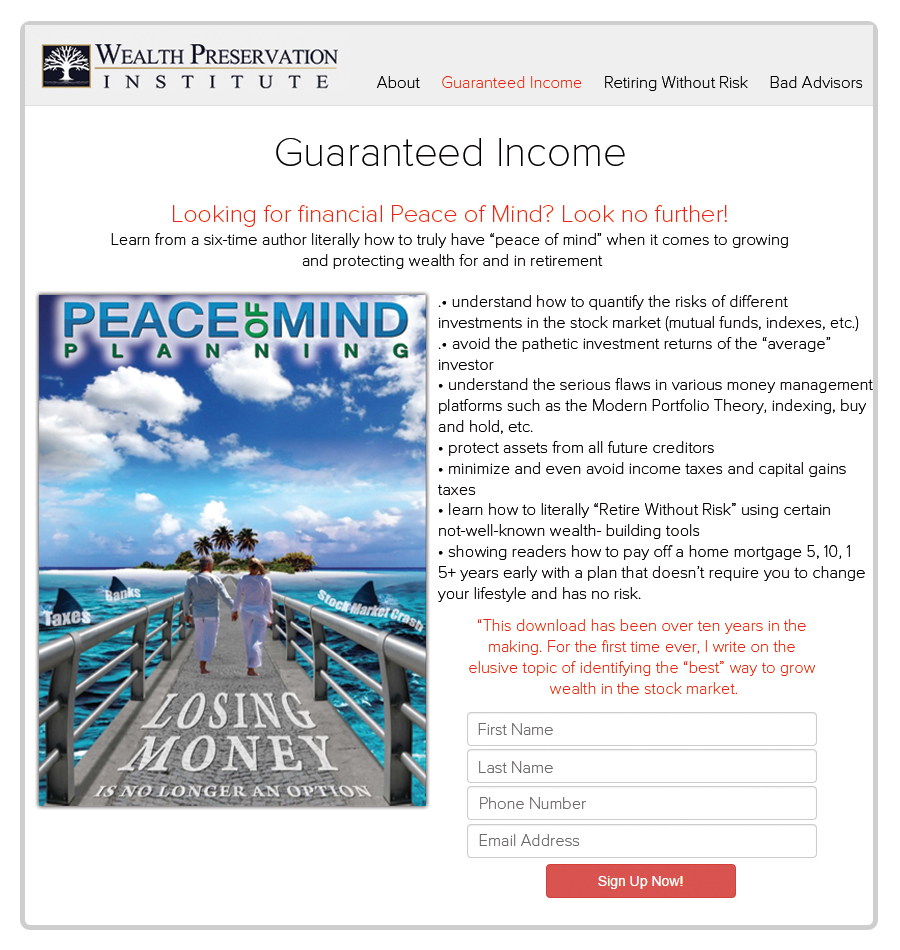 WEALTH PRESERVATION
INSTITUTE
About Guaranteed Income Retiring Without Risk Bad Advisors
Guaranteed Income
Looking for financial Peace of Mind? Look no further!
Learn from a six-time author literally how to truly have “peace of mind” when it comes to growing
and protecting wealth for and in retirement
PEACE OF MIND
PLANNING
Taxes
Banks
Stock Market Crash
LOSING
MONEY
IS NO LONGER AN OPTION
.• understand how to quantify the risks of different
investments in the stock market (mutual funds, indexes, etc.)
.• avoid the pathetic investment returns of the “average”
investor
• understand the serious flaws in various money management
platforms such as the Modern Portfolio Theory, indexing, buy
and hold, etc.
• protect assets from all future creditors
• minimize and even avoid income taxes and capital gains
taxes
• learn how to literally “Retire Without Risk” using certain
not-well-known wealth- building tools
• showing readers how to pay off a home mortgage 5, 10, 1
5+ years early with a plan that doesn’t require you to change
your lifestyle and has no risk.
“This download has been over ten years in the
making. For the first time ever, I write on the
elusive topic of identifying the “best” way to grow
wealth in the stock market.
First Name
Last Name
Phone Number
Email Address
Sign Up Now!